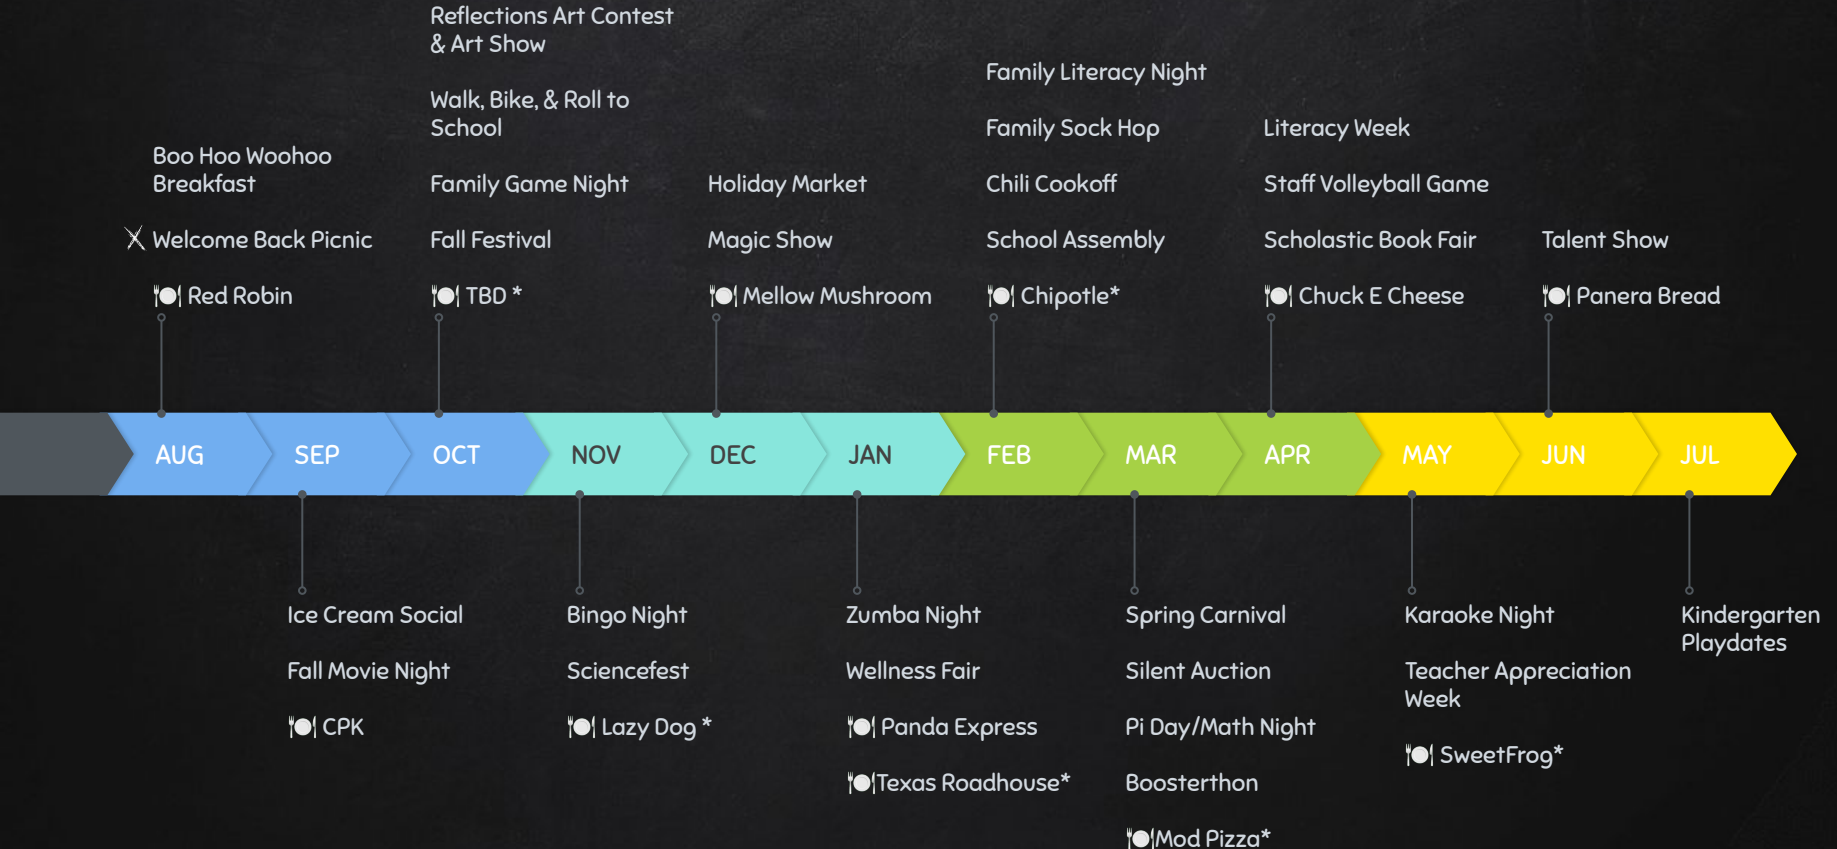 Reflections Art Contest
& Art Show
Walk, Bike, & Roll to
School
Family Game Night
Fall Festival
TBD *
Boo Hoo Woohoo
Breakfast
Welcome Back Picnic
Red Robin
Holiday Market
Magic Show
Mellow Mushroom
Family Literacy Night
Family Sock Hop
Chili Cookoff
School Assembly
Chipotle*
Literacy Week
Staff Volleyball Game
Scholastic Book Fair
Chuck E Cheese
Talent Show
Panera Bread
AUG SEP OCT NOV DEC JAN FEB MAR APR MAY JUN JUL
Ice Cream Social
Fall Movie Night
CPK
Bingo Night
Sciencefest
Lazy Dog *
Zumba Night
Wellness Fair
Panda Express
Texas Roadhouse*
Spring Carnival
Silent Auction
Pi Day/Math Night
Boosterthon
Mod Pizza*
Karaoke Night
Teacher Appreciation
Week
SweetFrog*
Kindergarten
Playdates